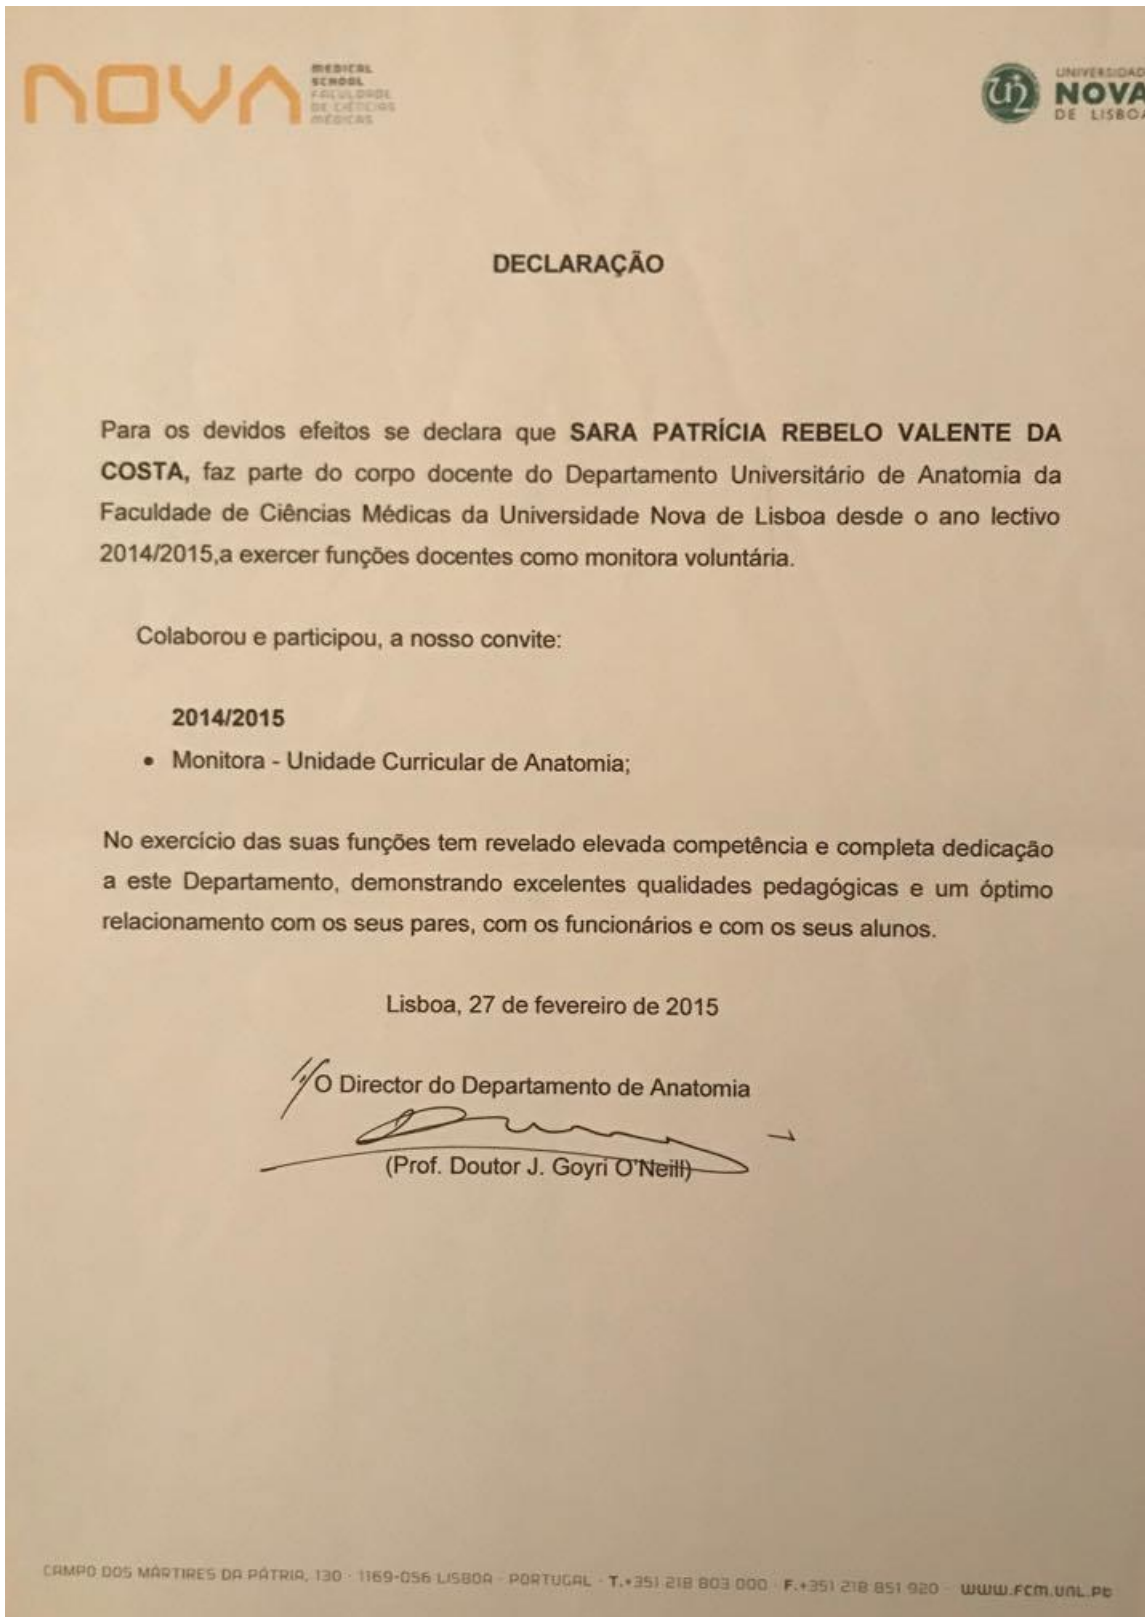 NOVA
MEDICAL
SCHOOL
FACULDADE
DE CIÊNCIAS
MÉDICAS
UNIVERSIDAD
NOVA
DE LISBOA
DECLARAÇÃO
Para os devidos efeitos se declara que SARA PATRÍCIA REBELO VALENTE DA
COSTA, faz parte do corpo docente do Departamento Universitário de Anatomia da
Faculdade de Ciências Médicas da Universidade Nova de Lisboa desde o ano lectivo
2014/2015,a exercer funções docentes como monitora voluntária.
Colaborou e participou, a nosso convite:
2014/2015
• Monitora - Unidade Curricular de Anatomia;
No exercício das suas funções tem revelado elevada competência e completa dedicação
a este Departamento, demonstrando excelentes qualidades pedagógicas e um óptimo
relacionamento com os seus pares, com os funcionários e com os seus alunos.
Lisboa, 27 de fevereiro de 2015
O Director do Departamento de Anatomia
(Prof. Doutor J. Goyri O'Neill)
CAMPO DOS MÁRTIRES DA PÁTRIA, 130 · 1169-056 LISBOA · PORTUGAL · T.+351 218 803 000 · F.+351 218 851 920 · www.fcm.unl.pt